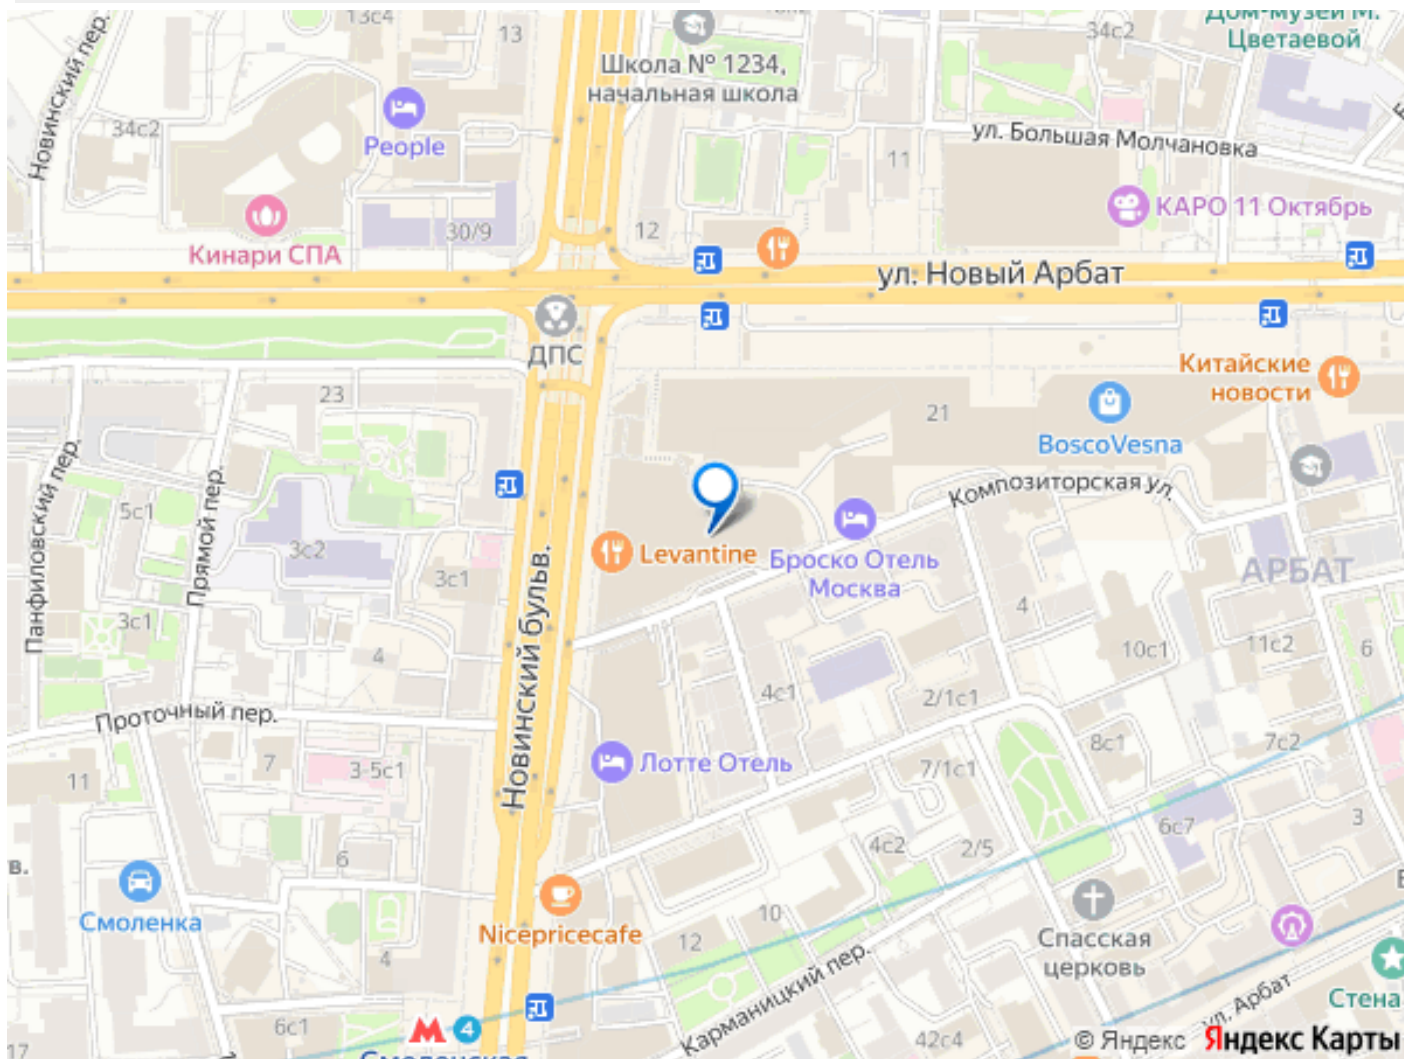 13с4
13
34с2
Дом-музей М.
Цветаевой
Школа № 1234,
начальная школа
Новинский пер.
34с2
People
ул. Большая Молчановка
11
КАРО 11 Октябрь
30/9
12
Кинари СПА
ул. Новый Арбат
ДПС
Китайские
новости
23
21
BoscoVesna
Панфиловский пер.
Прямой пер.
Композиторская ул.
5с1
3с2
Levantine
Броско Отель
Москва
АРБАТ
3с1
4
3с1
Новинский бульв.
4
10с1
11с2
6
4с1
2/1с1
Проточный пер.
8с1
7с2
7
3-5с1
11
Лотте Отель
7/1с1
6с7
3
4с2
2/5
6
в.
Смоленка
Nicepricecafe
10
12
Спасская
церковь
4
Карманицкий пер.
ул. Арбат
Стена
6с1
4
42с4
17
Смоленская
© Яндекс Яндекс Карты